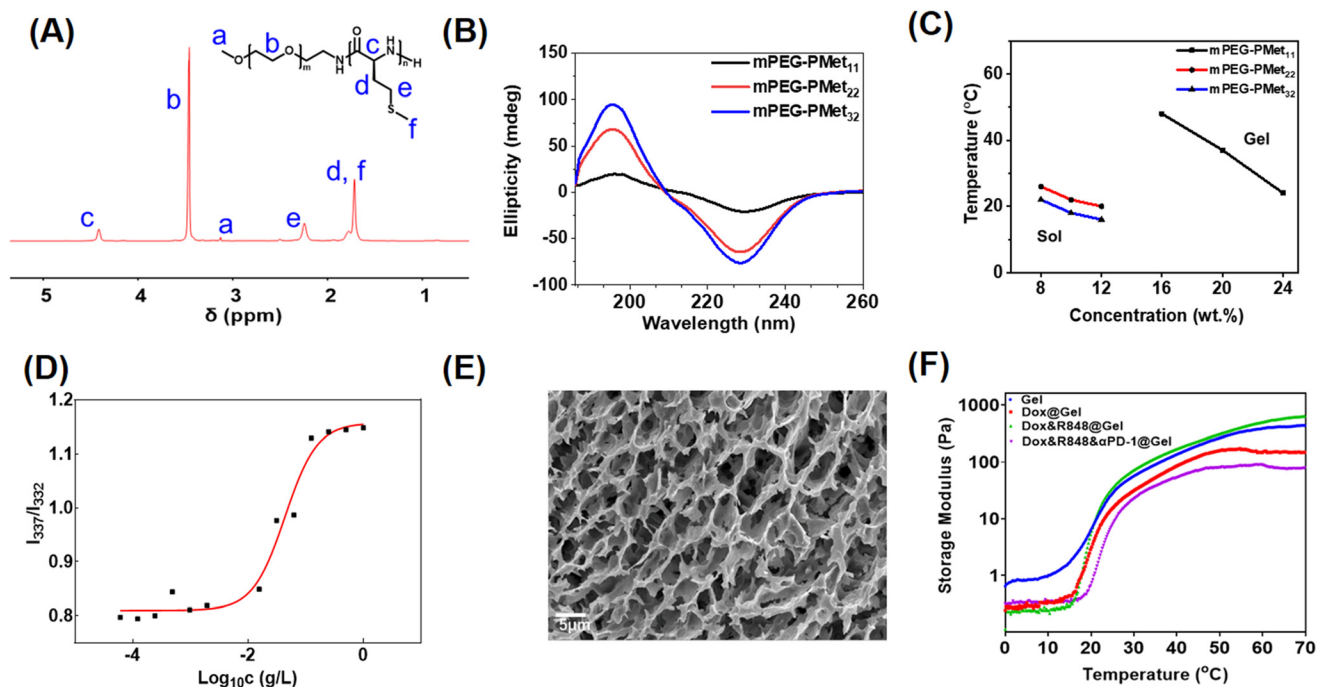 (A)
a
b
O
O
m
O
N
H
c
H
N
n
H
d
e
S
f
b
c
a
e
d, f
5
4
3
2
1
δ (ppm)
(B)
150
100
50
0
-50
-100
mPEG-PMet11
mPEG-PMet22
mPEG-PMet32
Ellipticity (mdeg)
200
220
240
260
Wavelength (nm)
(C)
60
40
20
0
mPEG-PMet11
mPEG-PMet22
mPEG-PMet32
Temperature (°C)
Gel
Sol
8
12
16
20
24
Concentration (wt.%)
(D)
1.2
1.1
1.0
0.9
0.8
I337/I332
-4
-2
0
Log10c (g/L)
(E)
5μm
(F)
1000
100
10
1
Gel
Dox@Gel
Dox&R848@Gel
Dox&R848&αPD-1@Gel
Storage Modulus (Pa)
0
10
20
30
40
50
60
70
Temperature (°C)